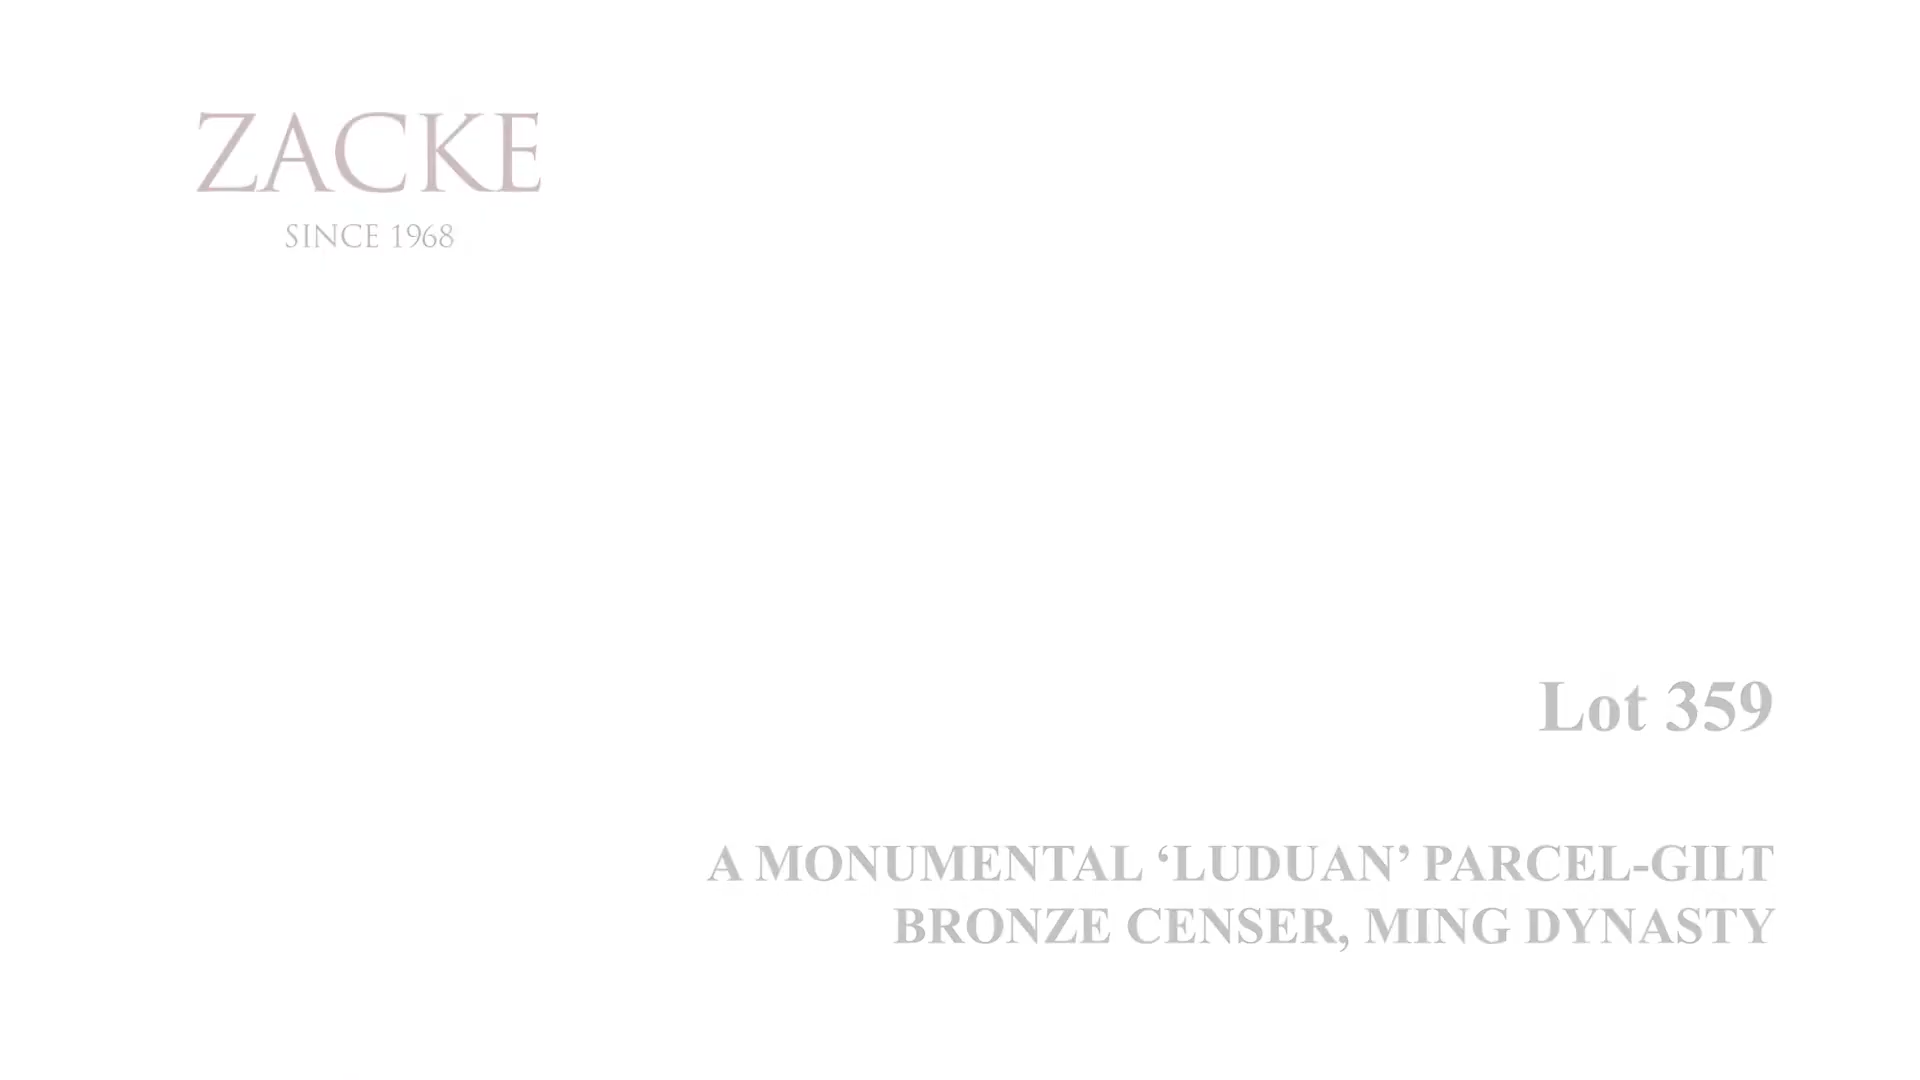 ZACKE
SINCE 1968
Lot 359
A MONUMENTAL ‘LUDUAN’ PARCEL-GILT
BRONZE CENSER, MING DYNASTY